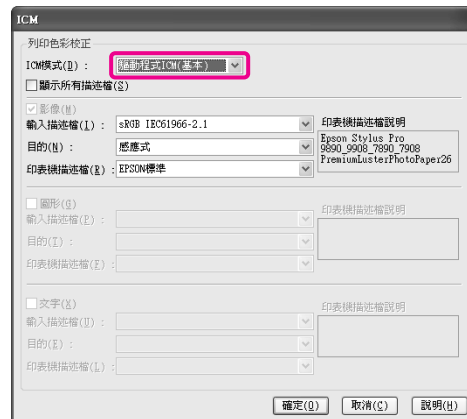 ICM
列印色彩校正
ICM模式(D)： 驅動程式ICM(基本)
顯示所有描述檔(S)
影像(M)
輸入描述檔(I)： sRGB IEC61966-2.1 印表機描述檔說明
目的(N)： 感應式 Epson Stylus Pro
9890_9908_7890_7908
印表機描述檔(R)：EPSON標準 PremiumLusterPhotoPaper26
圖形(G)
輸入描述檔(P)： 印表機描述檔說明
目的(T)：
印表機描述檔(F)：
文字(X)
輸入描述檔(U)： 印表機描述檔說明
目的(E)：
印表機描述檔(L)：
確定(O) 取消(C) 說明(H)